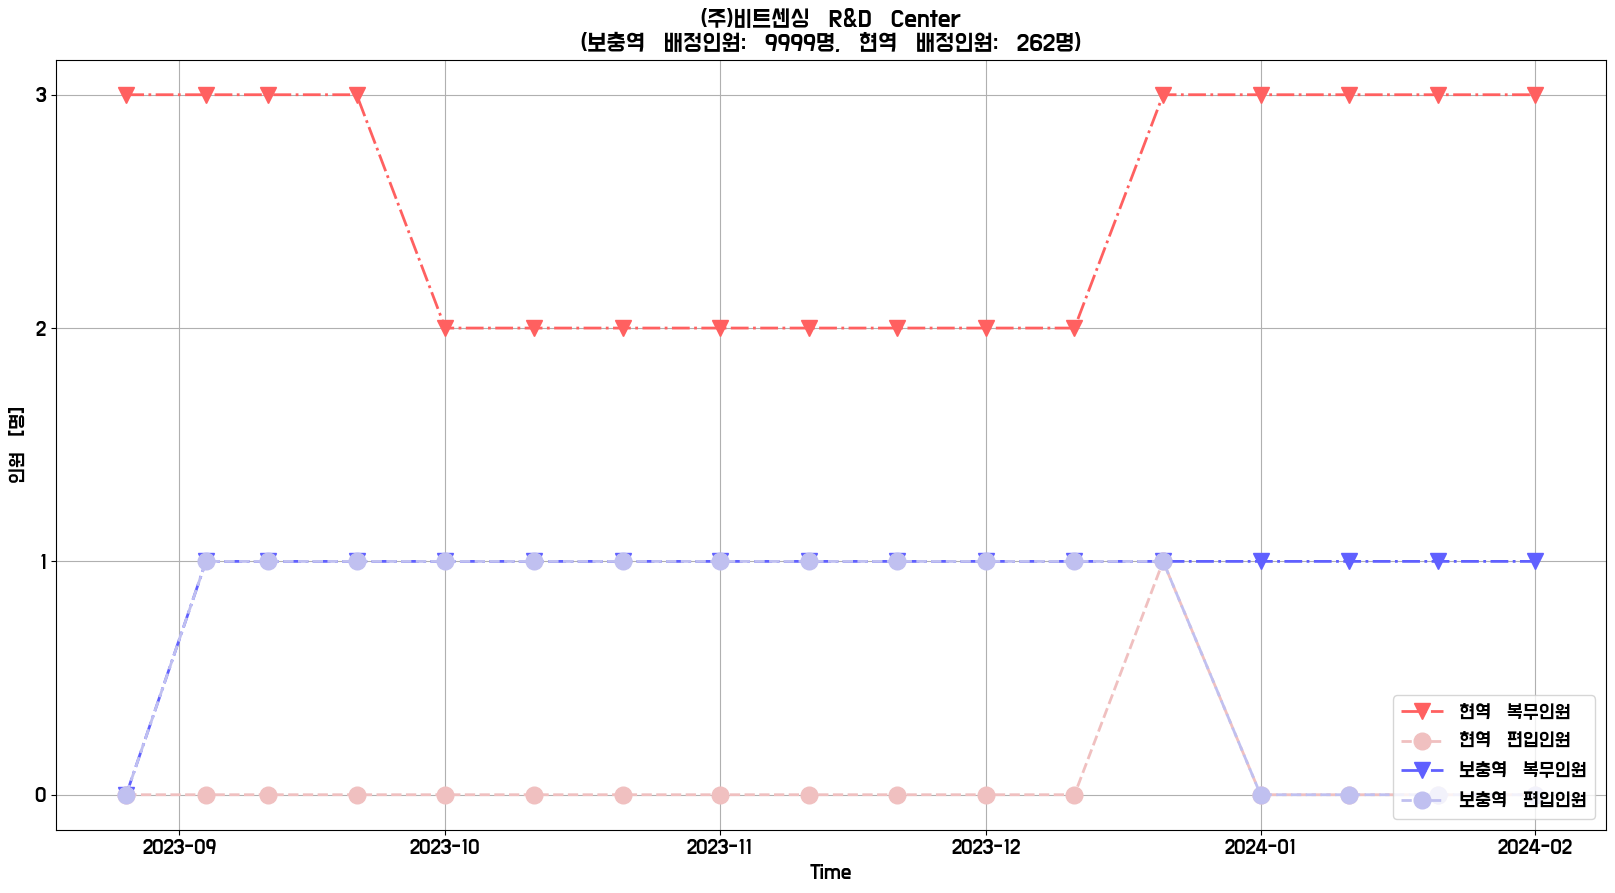 (주)비트센싱 R&D Center
(보충역 배정인원: 9999명, 현역 배정인원: 262명)
3
2
1
0
인원 [명]
2023-09 2023-10 2023-11 2023-12 2024-01 2024-02
Time
현역 복무인원
현역 편입인원
보충역 복무인원
보충역 편입인원